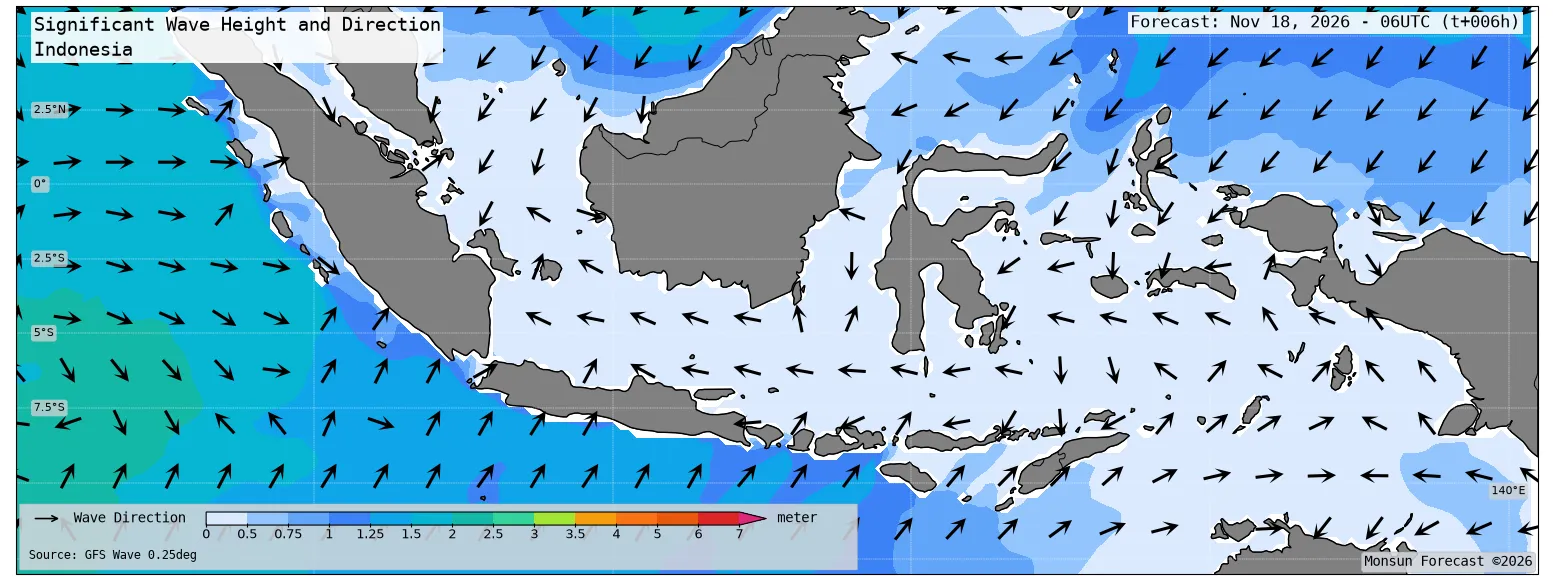 Significant Wave Height and Direction
Indonesia
Forecast: Nov 18, 2026 - 06UTC (t+006h)
2.5°N
0°
2.5°S
5°S
7.5°S
140°E
Wave Direction
0 0.5 0.75 1 1.25 1.5 2 2.5 3 3.5 4 5 6 7
meter
Source: GFS Wave 0.25deg
Monsun Forecast ©2026